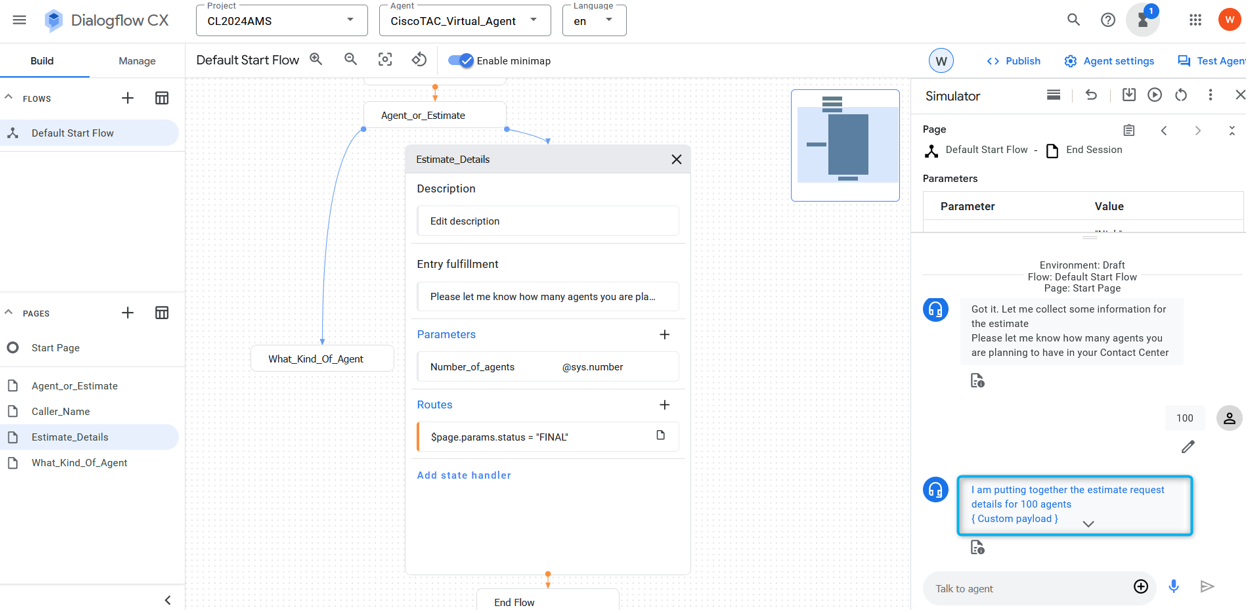 Dialogflow CX
Project
CL2024AMS
Agent
CiscoTAC_Virtual_Agent
Language
en
1
W
Build
Manage
Default Start Flow
Enable minimap
W
Publish
Agent settings
Test Agent
FLOWS
Default Start Flow
PAGES
Start Page
Agent_or_Estimate
Caller_Name
Estimate_Details
What_Kind_Of_Agent
Agent_or_Estimate
What_Kind_Of_Agent
Estimate_Details
Description
Edit description
Entry fulfillment
Please let me know how many agents you are pla...
Parameters
Number_of_agents @sys.number
Routes
$page.params.status = "FINAL"
Add state handler
End Flow
Simulator
Page
Default Start Flow - End Session
Parameters
Parameter Value
Environment: Draft
Flow: Default Start Flow
Page: Start Page
Got it. Let me collect some information for
the estimate
Please let me know how many agents you
are planning to have in your Contact Center
100
I am putting together the estimate request
details for 100 agents
{ Custom payload }
Talk to agent